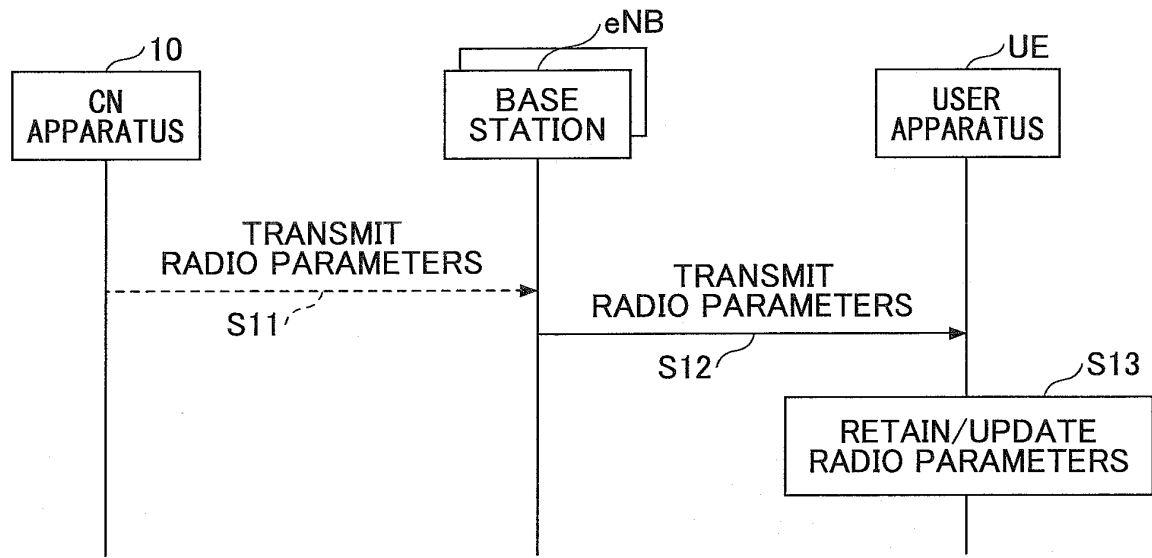 10
eNB
UE
CN
APPARATUS
BASE
STATION
USER
APPARATUS
TRANSMIT
RADIO PARAMETERS
S11
TRANSMIT
RADIO PARAMETERS
S12
S13
RETAIN/UPDATE
RADIO PARAMETERS